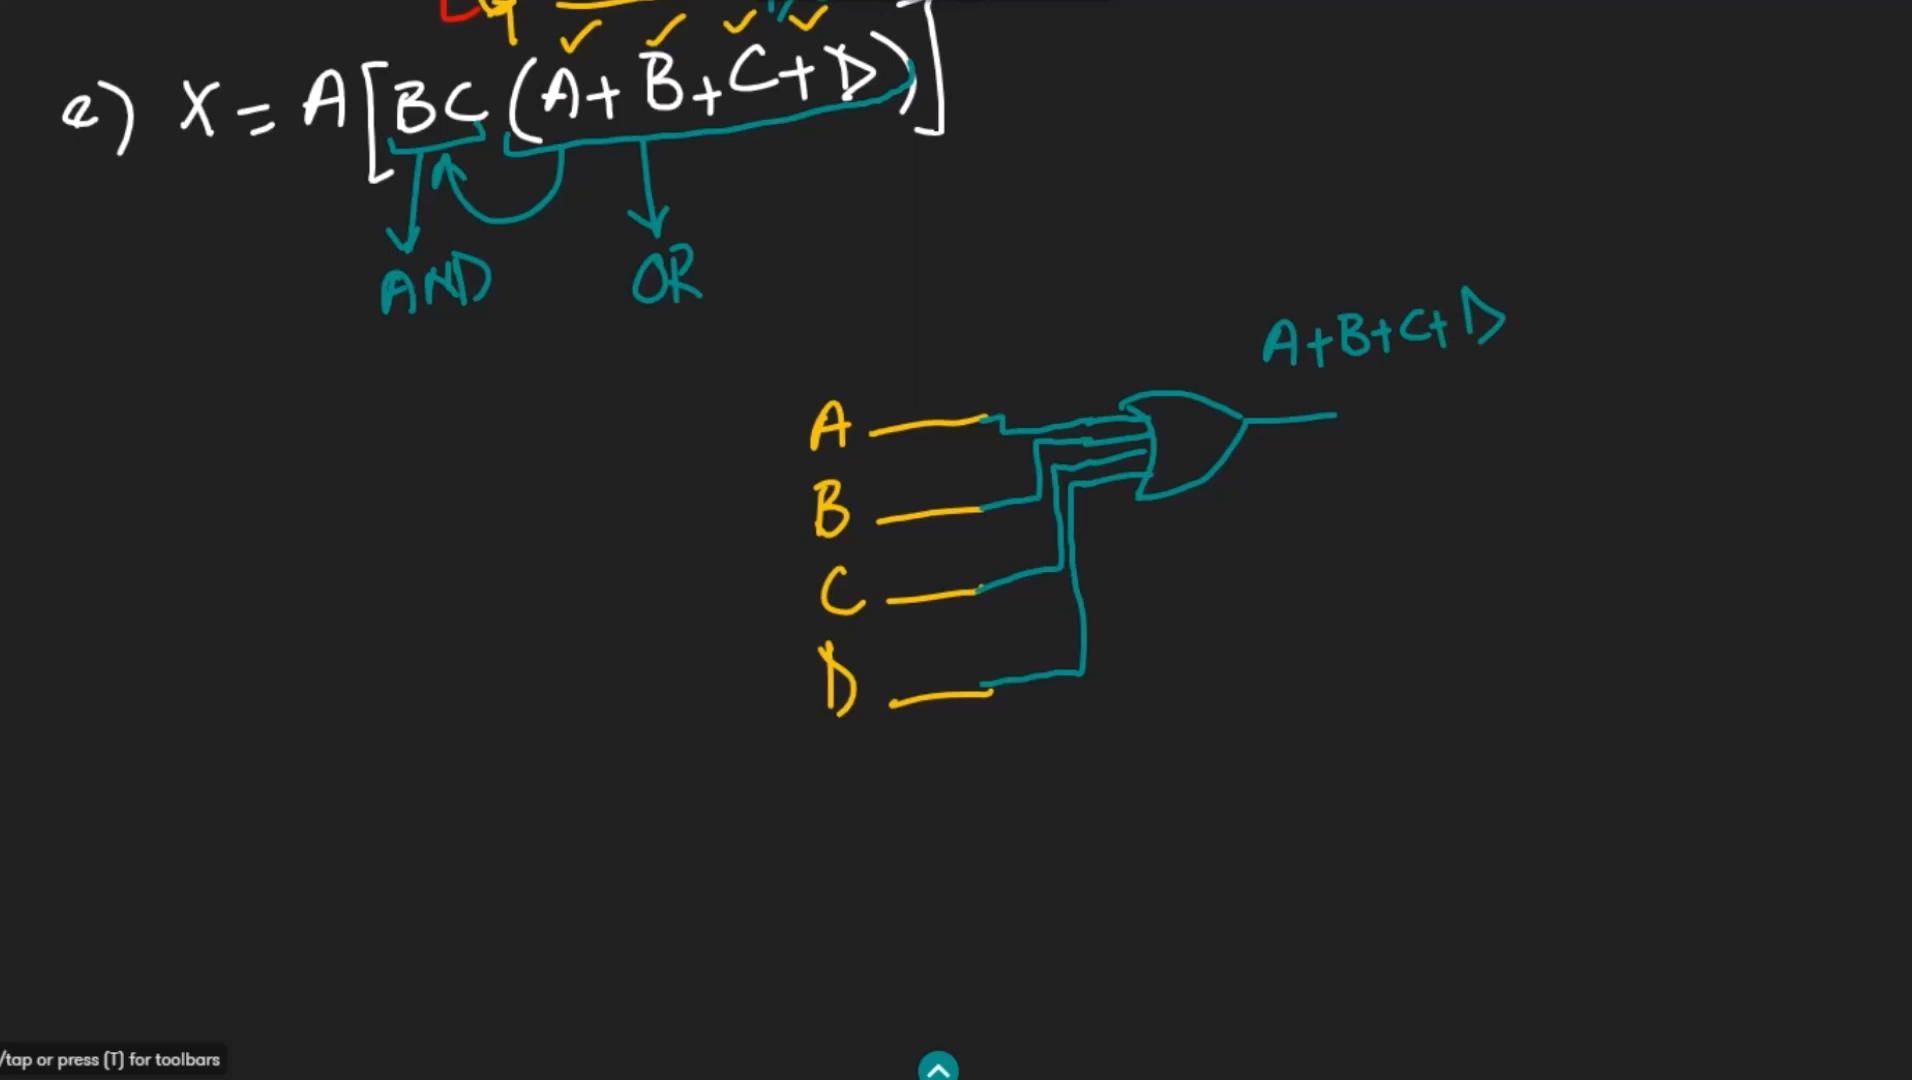 e) X = A[BC(A+B+C+D)]
AND OR
A+B+C+D
A
B
C
D
/tap or press (T) for toolbars